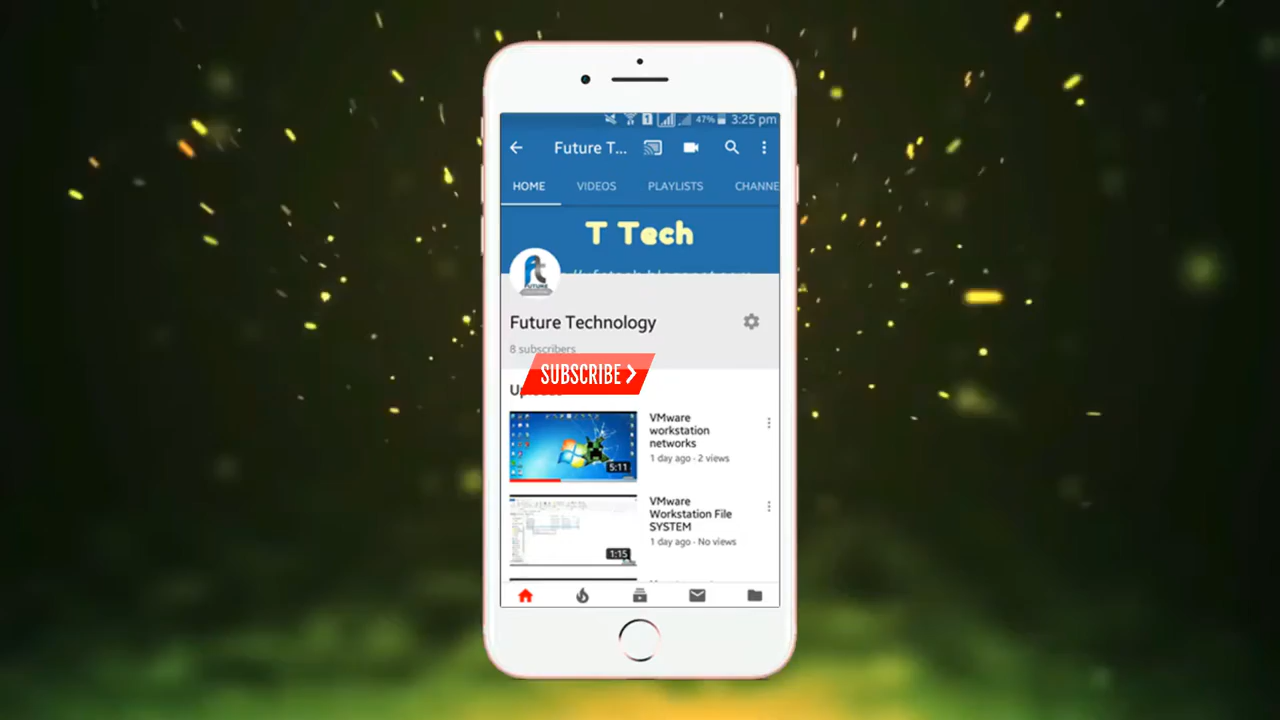 47% 3:25 pm
Future T...
HOME VIDEOS PLAYLISTS CHANNE
T Tech
FUTURE
Future Technology
8 subscribers
SUBSCRIBE >
5:11
VMware
workstation
networks
1 day ago · 2 views
1:15
VMware
Workstation File
SYSTEM
1 day ago · No views